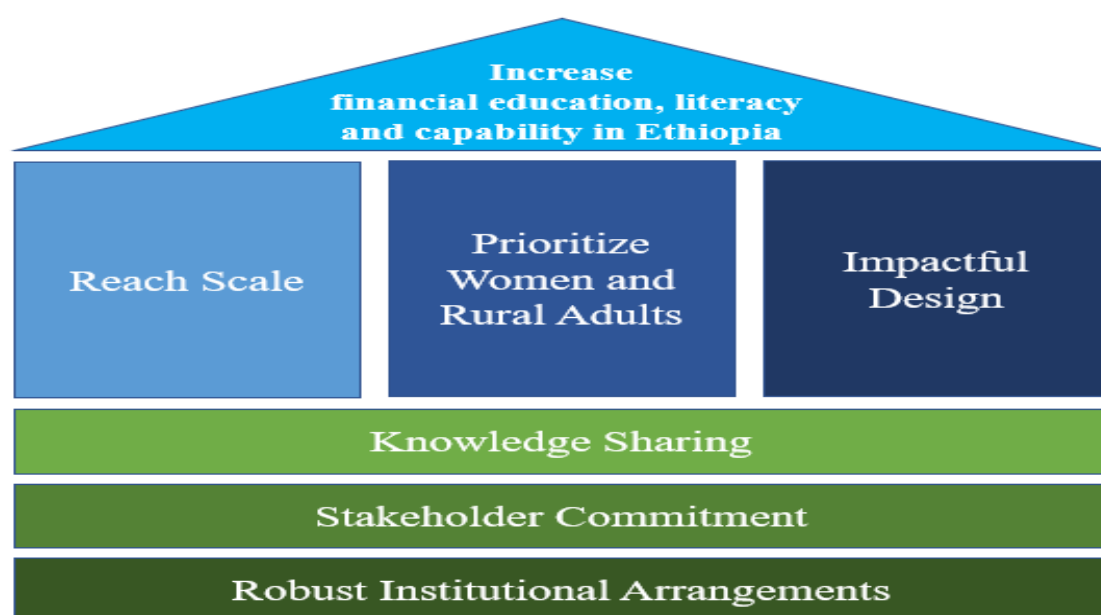 Increase
financial education, literacy
and capability in Ethiopia
Reach Scale
Prioritize
Women and
Rural Adults
Impactful
Design
Knowledge Sharing
Stakeholder Commitment
Robust Institutional Arrangements